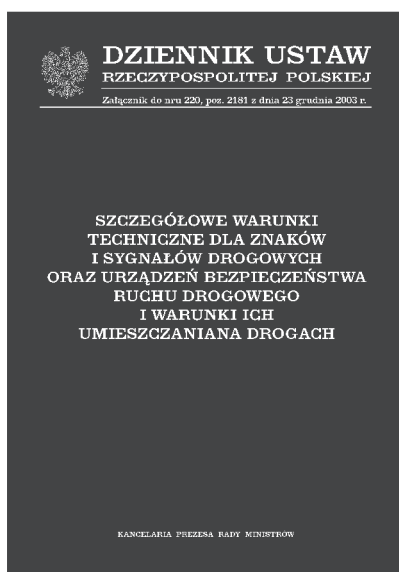 DZIENNIK USTAW
RZECZYPOSPOLITEJ POLSKIEJ
Załącznik do nru 220, poz. 2181 z dnia 23 grudnia 2003 r.
SZCZEGÓŁOWE WARUNKI
TECHNICZNE DLA ZNAKÓW
I SYGNAŁÓW DROGOWYCH
ORAZ URZĄDZEŃ BEZPIECZEŃSTWA
RUCHU DROGOWEGO
I WARUNKI ICH
UMIESZCZANIANA DROGACH
KANCELARIA PREZESA RADY MINISTRÓW